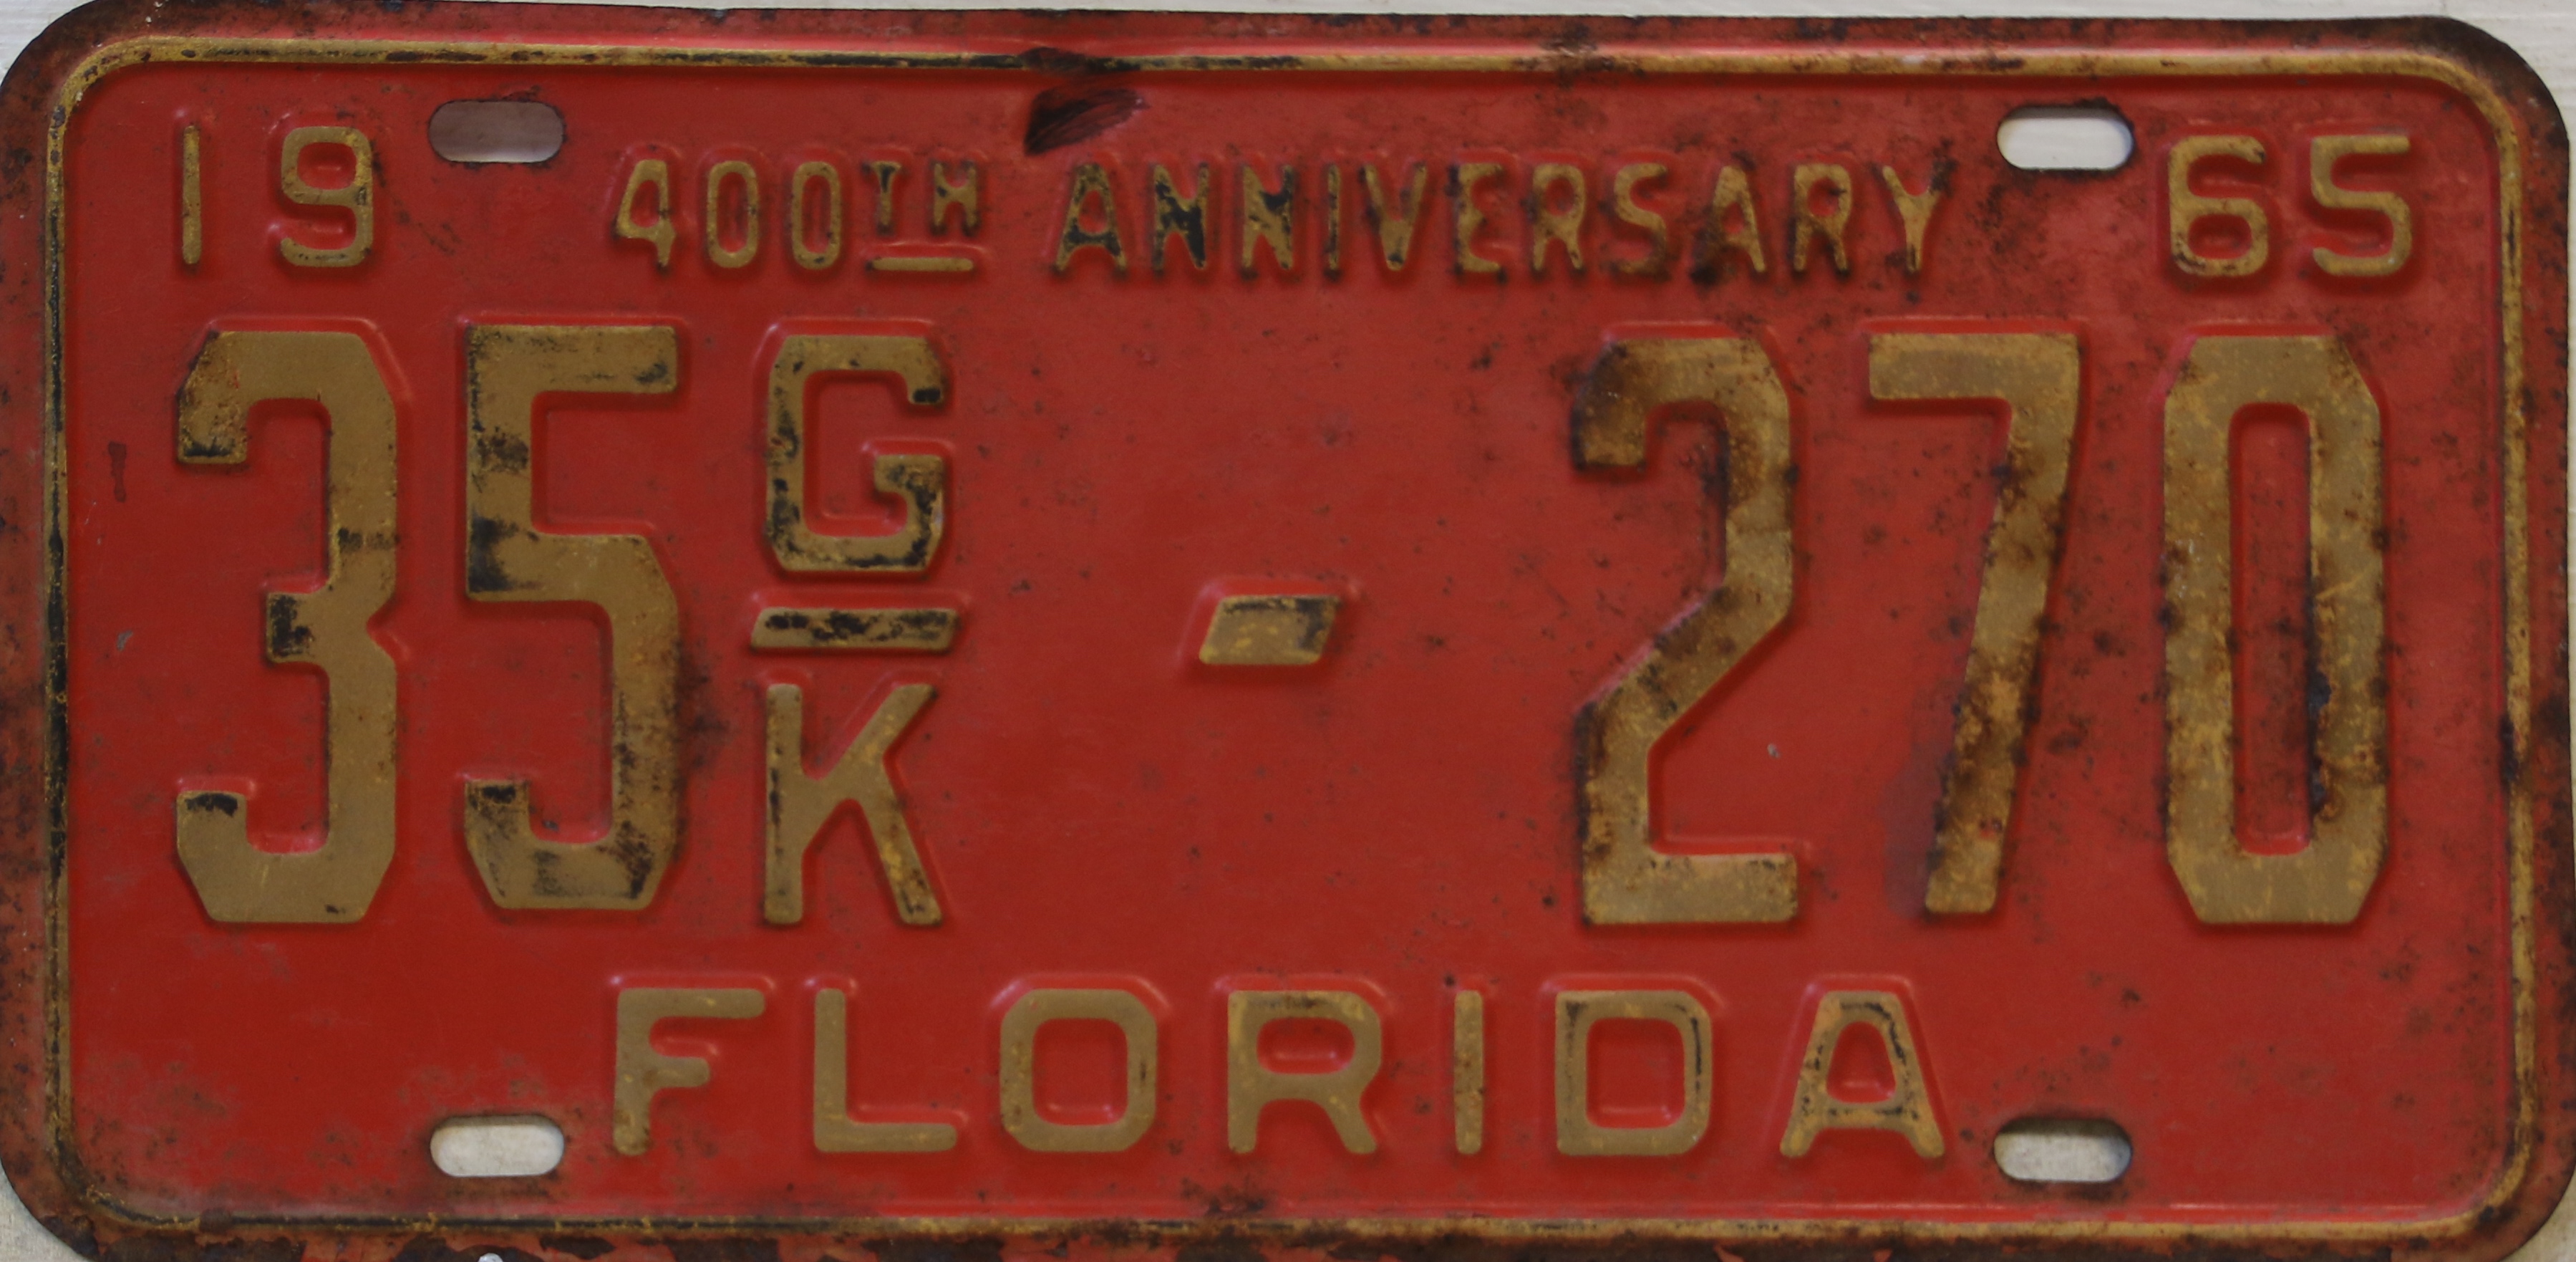 19 400TH ANNIVERSARY 65
35 G/K - 270
FLORIDA